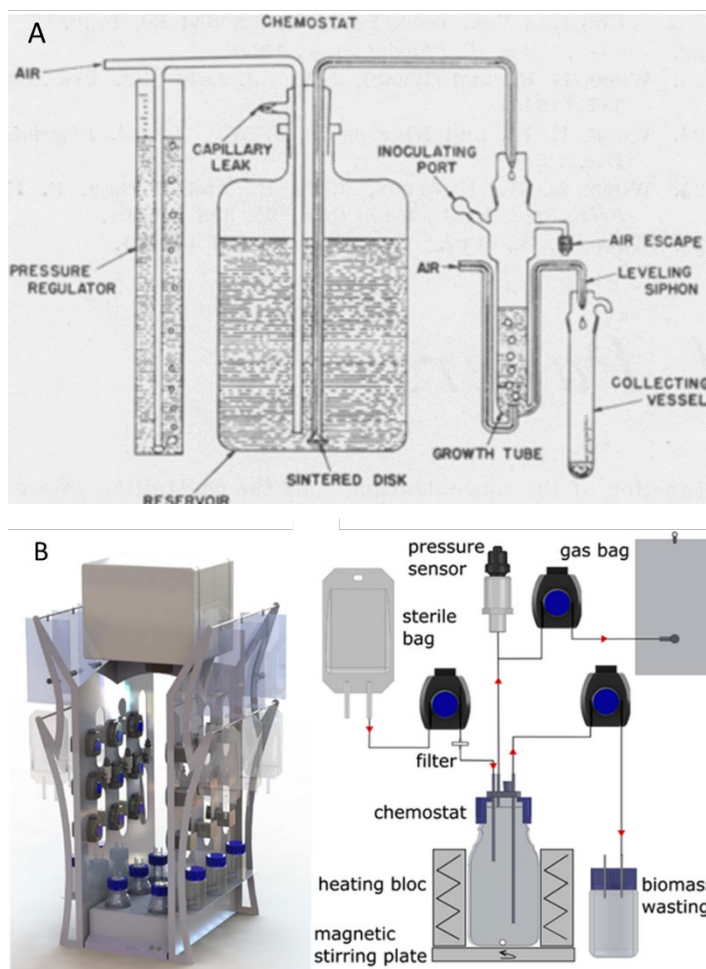 CHEMOSTAT
A
AIR
CAPILLARY
LEAK
INOCULATING
PORT
AIR ESCAPE
PRESSURE
REGULATOR
AIR
LEVELING
SIPHON
COLLECTING
VESSEL
GROWTH TUBE
SINTERED DISK
RESERVOIR
B
pressure
sensor
gas bag
sterile
bag
filter
chemostat
heating bloc
biomass
wasting
magnetic
stirring plate